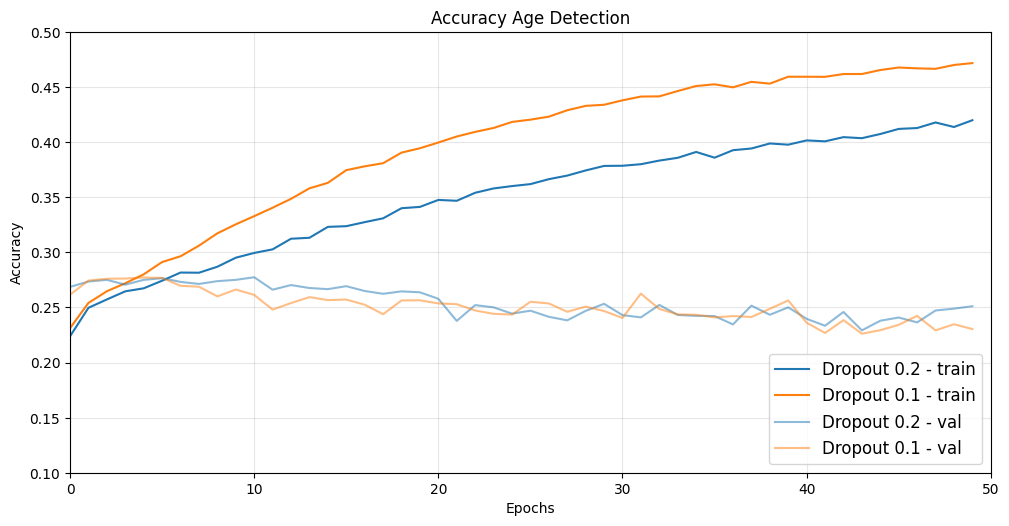 Accuracy Age Detection
0.50
0.45
0.40
0.35
0.30
0.25
0.20
0.15
0.10
Accuracy
0
10
20
30
40
50
Epochs
Dropout 0.2 - train
Dropout 0.1 - train
Dropout 0.2 - val
Dropout 0.1 - val